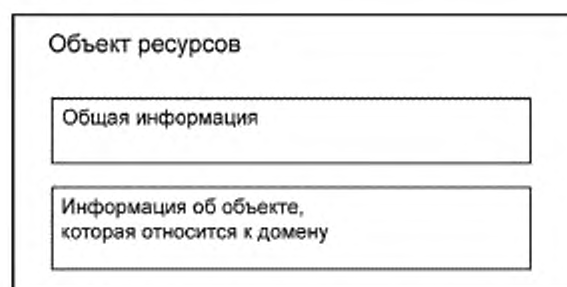 Объект ресурсов
Общая информация
Информация об объекте,
которая относится к домену